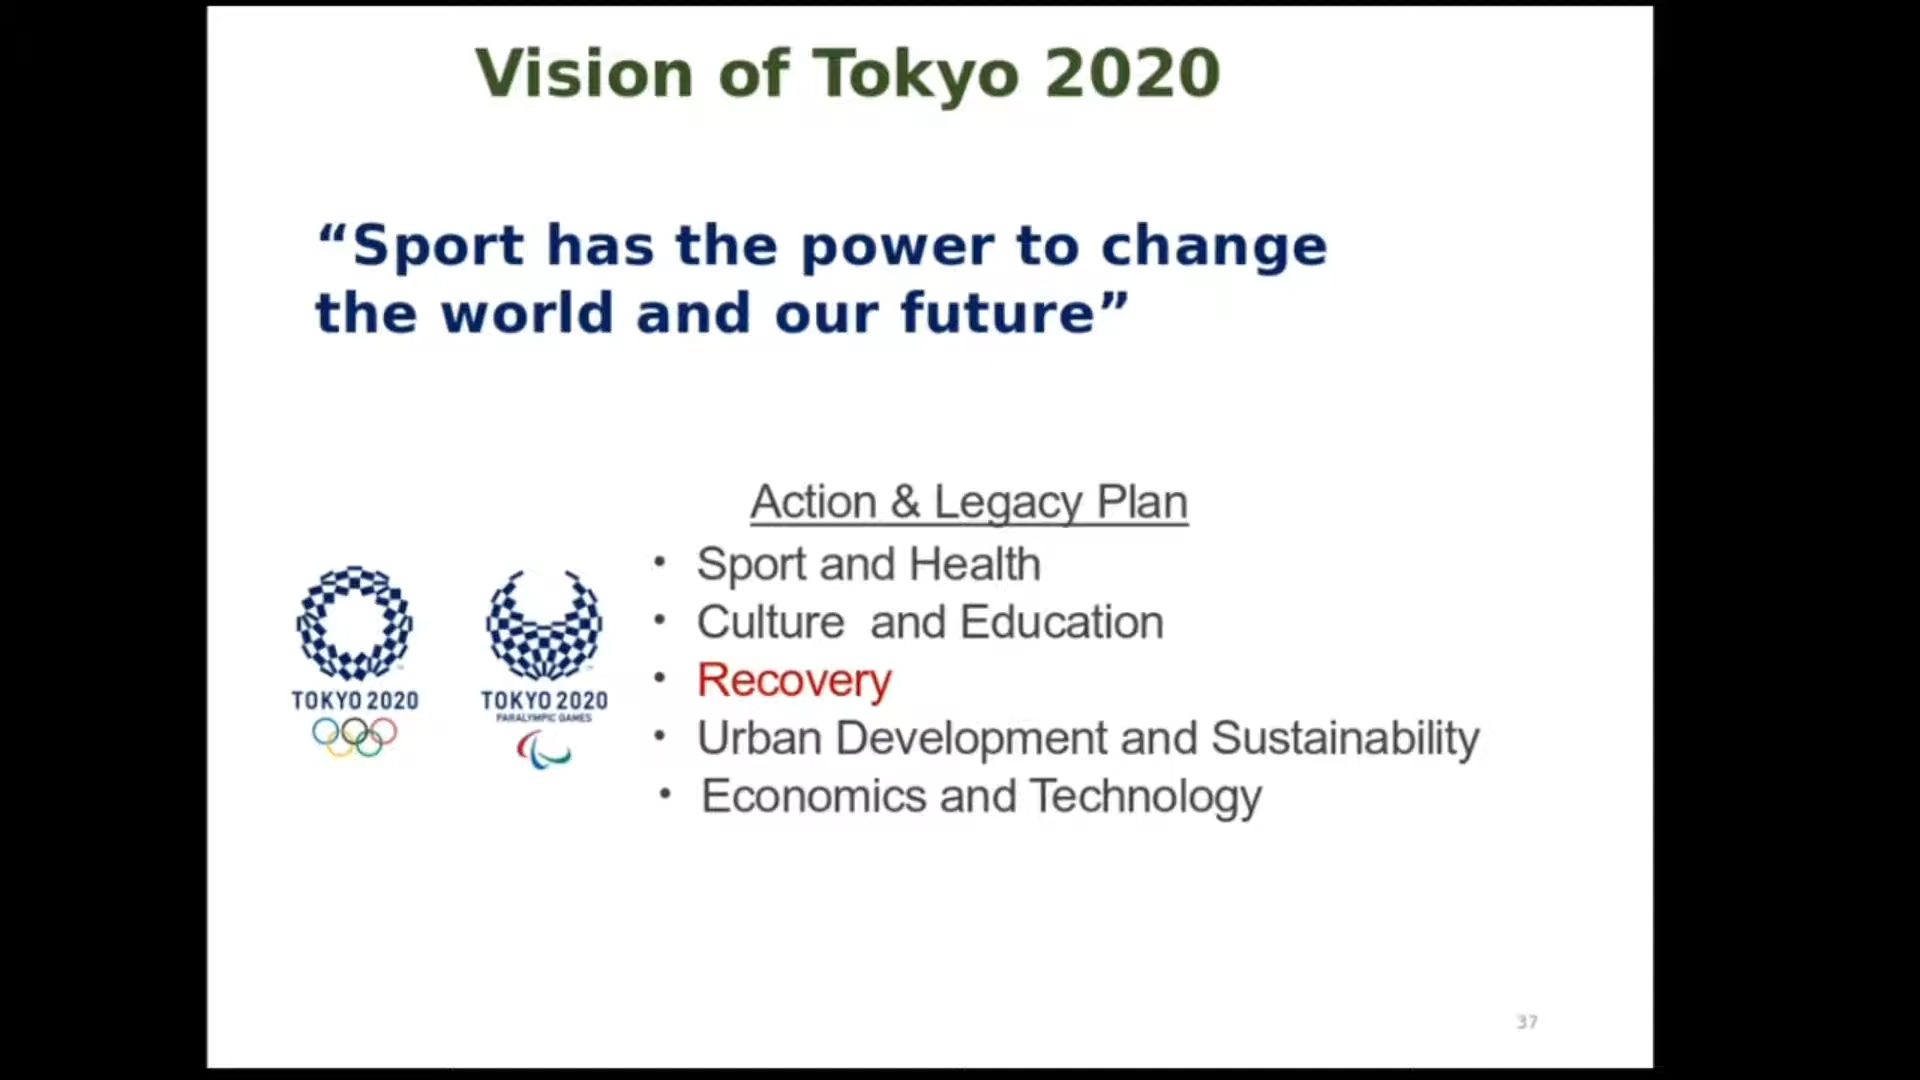 Vision of Tokyo 2020
“Sport has the power to change
the world and our future”
Action & Legacy Plan
• Sport and Health
• Culture  and Education
• Recovery
• Urban Development and Sustainability
• Economics and Technology
TOKYO 2020
TOKYO 2020
PARALYMPIC GAMES
37